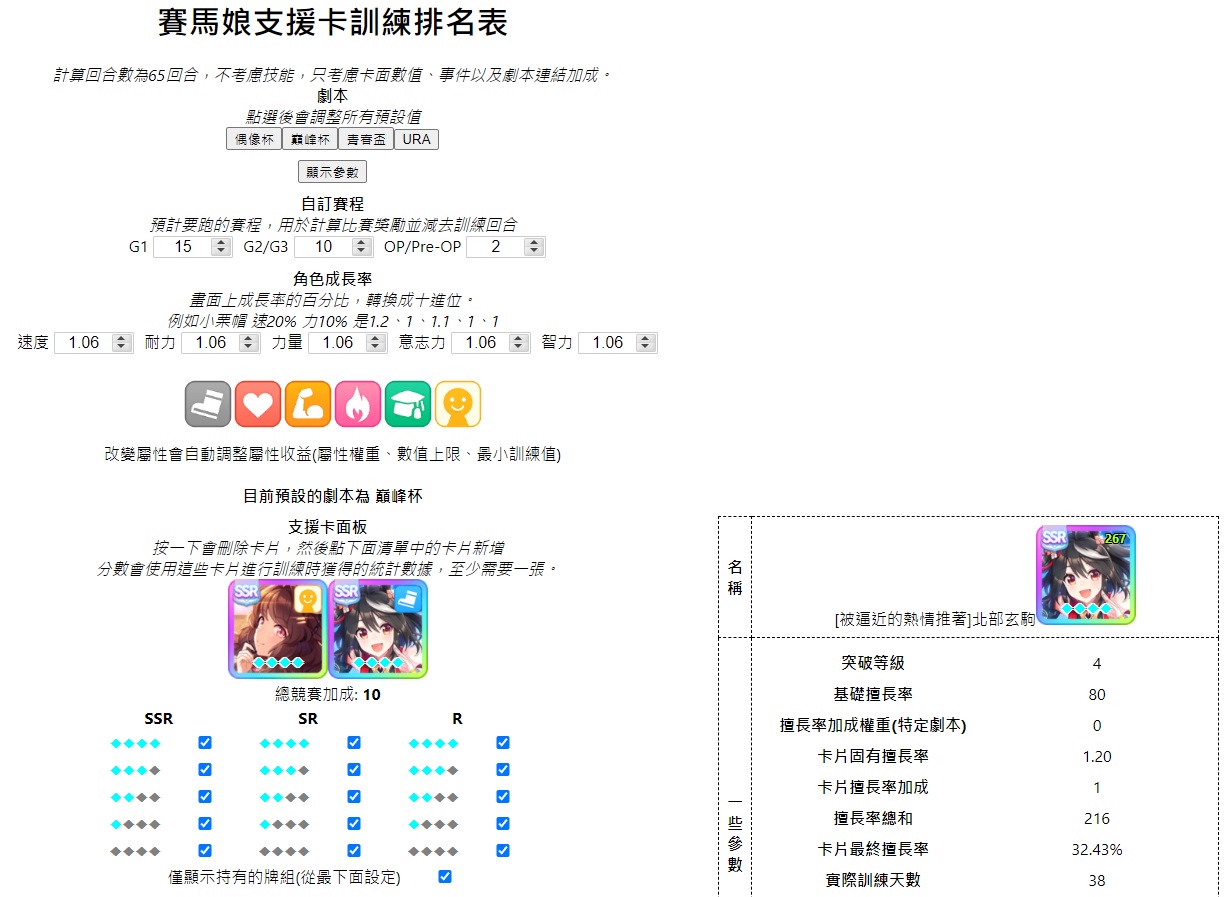 賽馬娘支援卡訓練排名表
計算回合數為65回合，不考慮技能，只考慮卡面數值、事件以及劇本連結加成。
劇本
點選後會調整所有預設值
偶像杯 巔峰杯 青春盃 URA
顯示參數
自訂賽程
預計要跑的賽程，用於計算比賽獎勵並減去訓練回合
G1 15 G2/G3 10 OP/Pre-OP 2
角色成長率
畫面上成長率的百分比，轉換成十進位。
例如小栗帽 速20% 力10% 是1.2、1、1.1、1、1
速度 1.06 耐力 1.06 力量 1.06 意志力 1.06 智力 1.06
改變屬性會自動調整屬性收益(屬性權重、數值上限、最小訓練值)
目前預設的劇本為 巔峰杯
支援卡面板
按一下會刪除卡片，然後點下面清單中的卡片新增
分數會使用這些卡片進行訓練時獲得的統計數據，至少需要一張。
SSR SSR
總競賽加成: 10
SSR SR R
僅顯示持有的牌組(從最下面設定)
名稱
SSR 267
[被逼近的熱情推著]北部玄駒
一些參數
突破等級 4
基礎擅長率 80
擅長率加成權重(特定劇本) 0
卡片固有擅長率 1.20
卡片擅長率加成 1
擅長率總和 216
卡片最終擅長率 32.43%
實際訓練天數 38